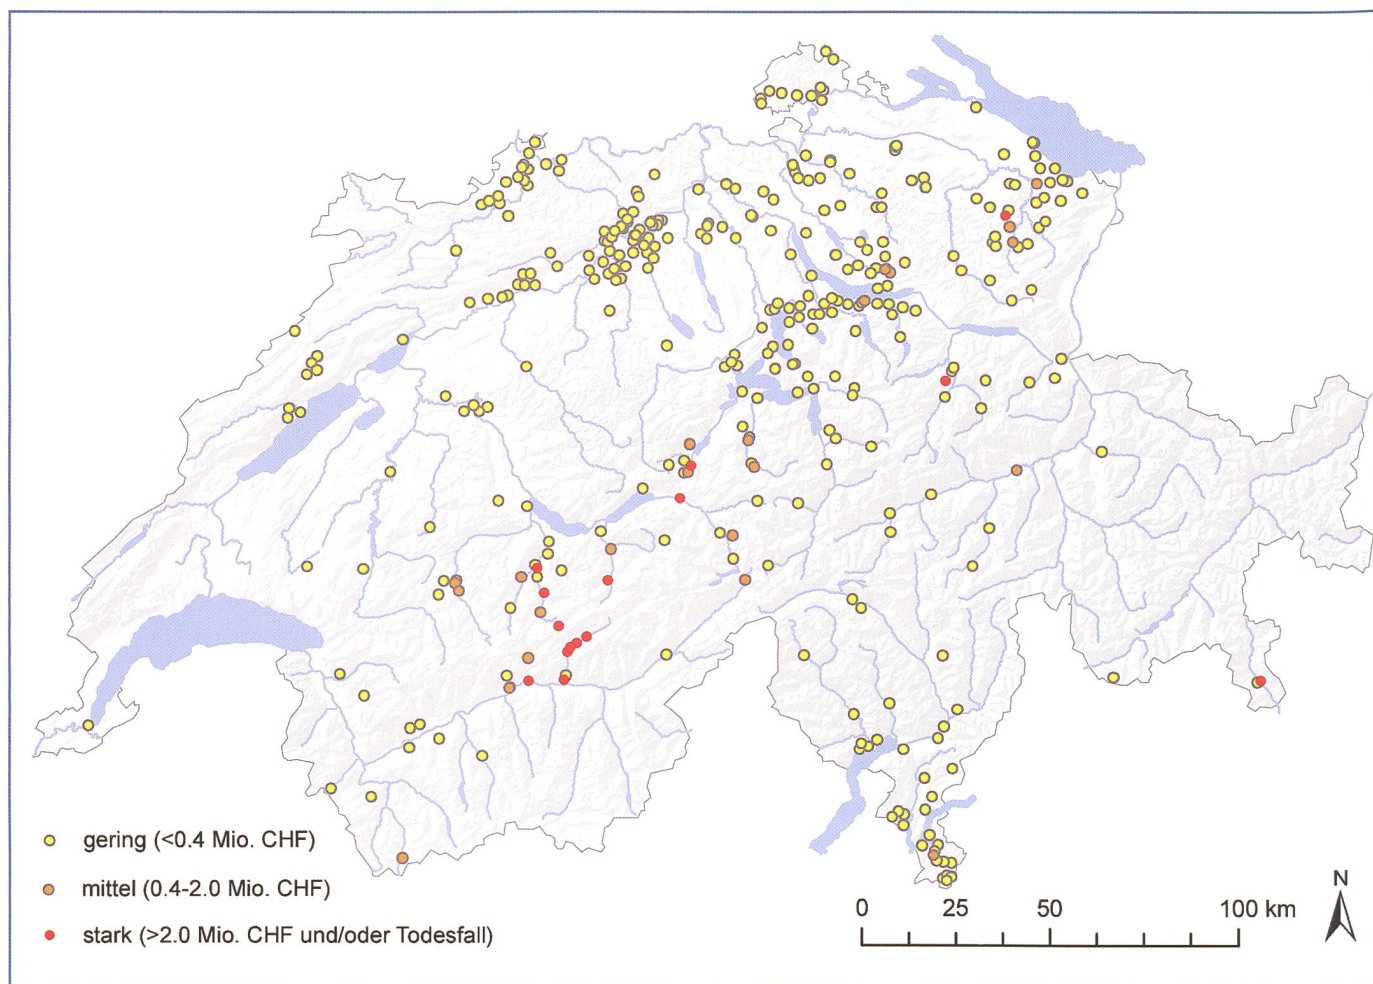 gering (<0.4 Mio. CHF)
mittel (0.4-2.0 Mio. CHF)
stark (>2.0 Mio. CHF und/oder Todesfall)
0 25 50 100 km
N